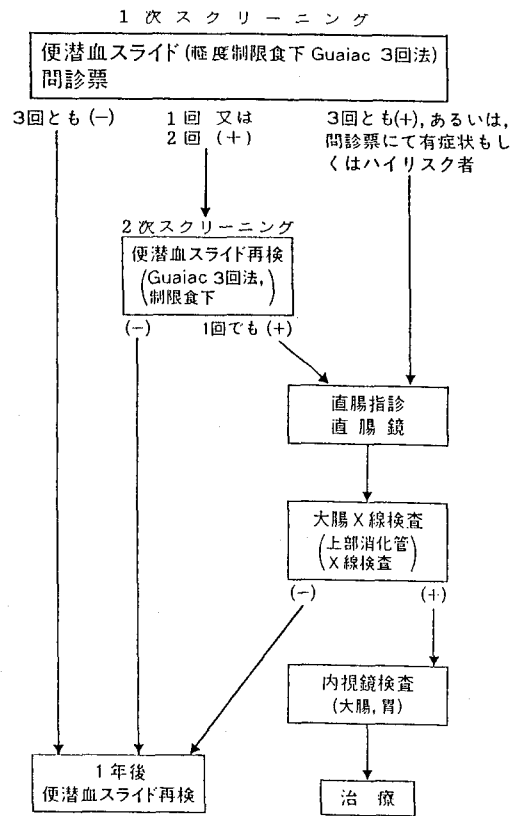 1次スクリーニング
便潜血スライド(軽度制限食下 Guaiac 3回法)
問診票
3回とも(-)
1回 又は
2回 (+)
3回とも(+),あるいは,
問診票にて有症状もし
くはハイリスク者
2次スクリーニング
便潜血スライド再検
(Guaiac 3回法,
制限食下)
(-)
1回でも(+)
直腸指診
直腸鏡
大腸X線検査
(上部消化管
X線検査)
(-)
(+)
内視鏡検査
(大腸,胃)
1年後
便潜血スライド再検
治療